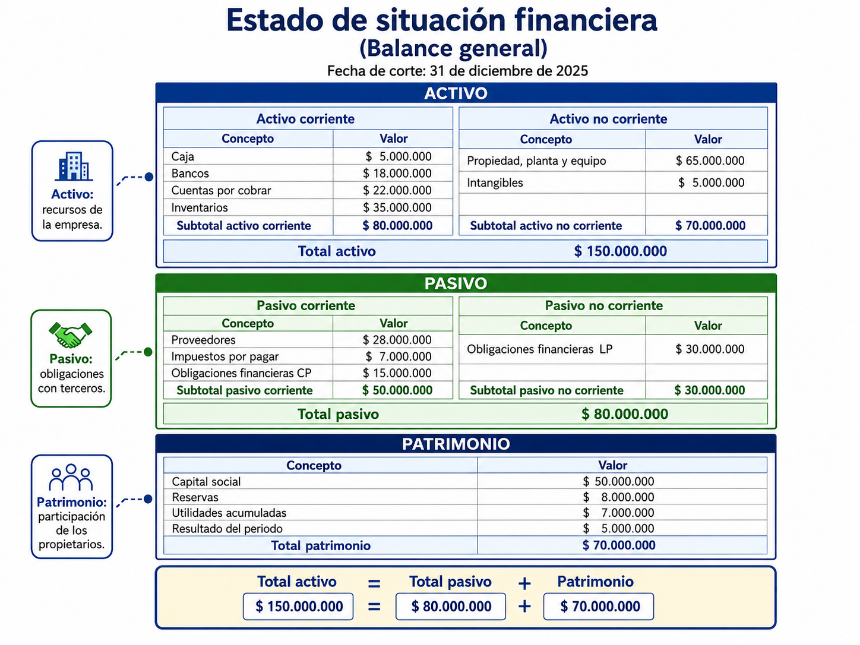 Estado de situación financiera
(Balance general)
Fecha de corte: 31 de diciembre de 2025
ACTIVO
Activo corriente
Concepto Valor
Caja $ 5.000.000
Bancos $ 18.000.000
Cuentas por cobrar $ 22.000.000
Inventarios $ 35.000.000
Subtotal activo corriente $ 80.000.000
Activo no corriente
Concepto Valor
Propiedad, planta y equipo $ 65.000.000
Intangibles $ 5.000.000
Subtotal activo no corriente $ 70.000.000
Total activo $ 150.000.000
Activo:
recursos de
la empresa.
PASIVO
Pasivo corriente
Concepto Valor
Proveedores $ 28.000.000
Impuestos por pagar $ 7.000.000
Obligaciones financieras CP $ 15.000.000
Subtotal pasivo corriente $ 50.000.000
Pasivo no corriente
Concepto Valor
Obligaciones financieras LP $ 30.000.000
Subtotal pasivo no corriente $ 30.000.000
Total pasivo $ 80.000.000
Pasivo:
obligaciones
con terceros.
PATRIMONIO
Concepto Valor
Capital social $ 50.000.000
Reservas $ 8.000.000
Utilidades acumuladas $ 7.000.000
Resultado del periodo $ 5.000.000
Total patrimonio $ 70.000.000
Patrimonio:
participación
de los
propietarios.
Total activo = Total pasivo + Patrimonio
$ 150.000.000 = $ 80.000.000 + $ 70.000.000